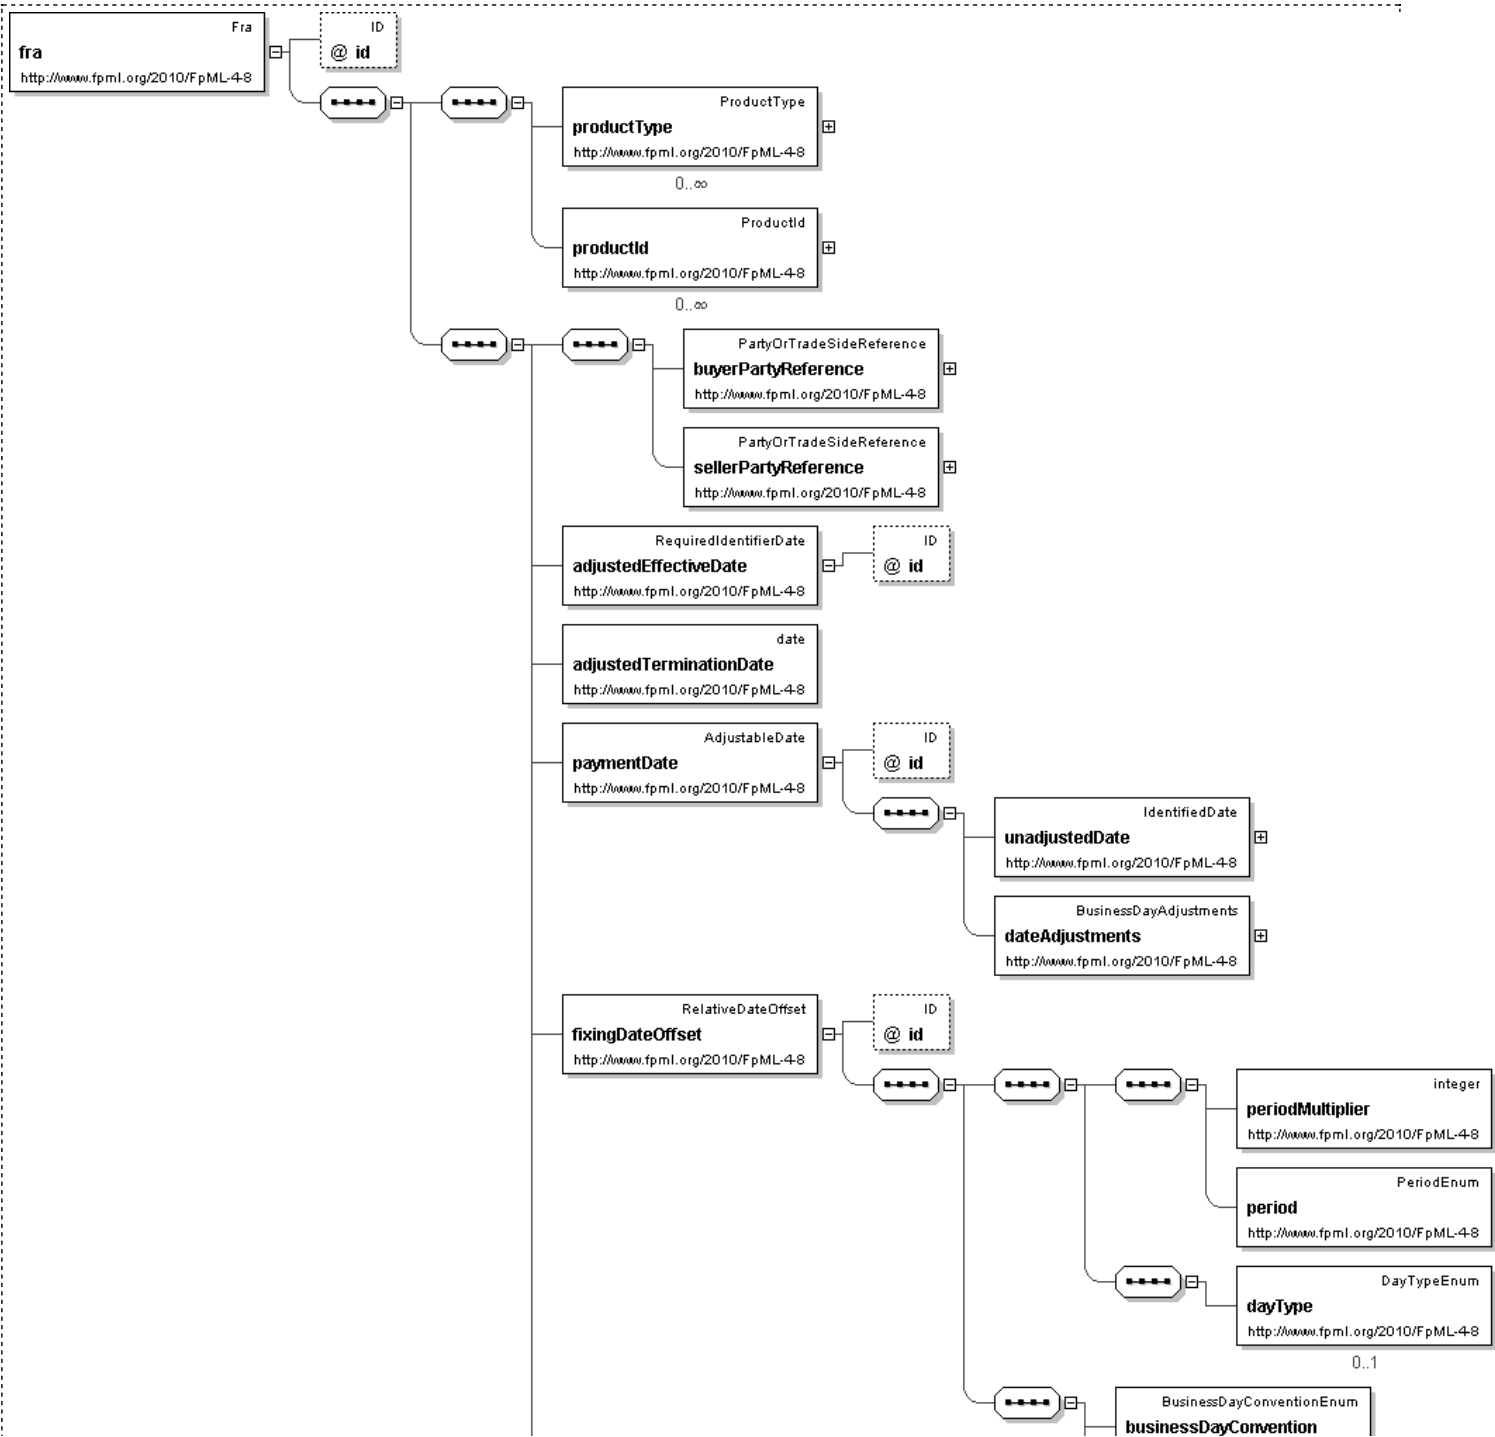 Fra
fra
http://www.fpml.org/2010/FpML-4-8
ID
@ id
ProductType
productType
http://www.fpml.org/2010/FpML-4-8
0..∞
ProductId
productId
http://www.fpml.org/2010/FpML-4-8
0..∞
PartyOrTradeSideReference
buyerPartyReference
http://www.fpml.org/2010/FpML-4-8
PartyOrTradeSideReference
sellerPartyReference
http://www.fpml.org/2010/FpML-4-8
RequiredIdentifierDate
adjustedEffectiveDate
http://www.fpml.org/2010/FpML-4-8
ID
@ id
date
adjustedTerminationDate
http://www.fpml.org/2010/FpML-4-8
AdjustableDate
paymentDate
http://www.fpml.org/2010/FpML-4-8
ID
@ id
IdentifiedDate
unadjustedDate
http://www.fpml.org/2010/FpML-4-8
BusinessDayAdjustments
dateAdjustments
http://www.fpml.org/2010/FpML-4-8
RelativeDateOffset
fixingDateOffset
http://www.fpml.org/2010/FpML-4-8
ID
@ id
integer
periodMultiplier
http://www.fpml.org/2010/FpML-4-8
PeriodEnum
period
http://www.fpml.org/2010/FpML-4-8
DayTypeEnum
dayType
http://www.fpml.org/2010/FpML-4-8
0..1
BusinessDayConventionEnum
businessDayConvention